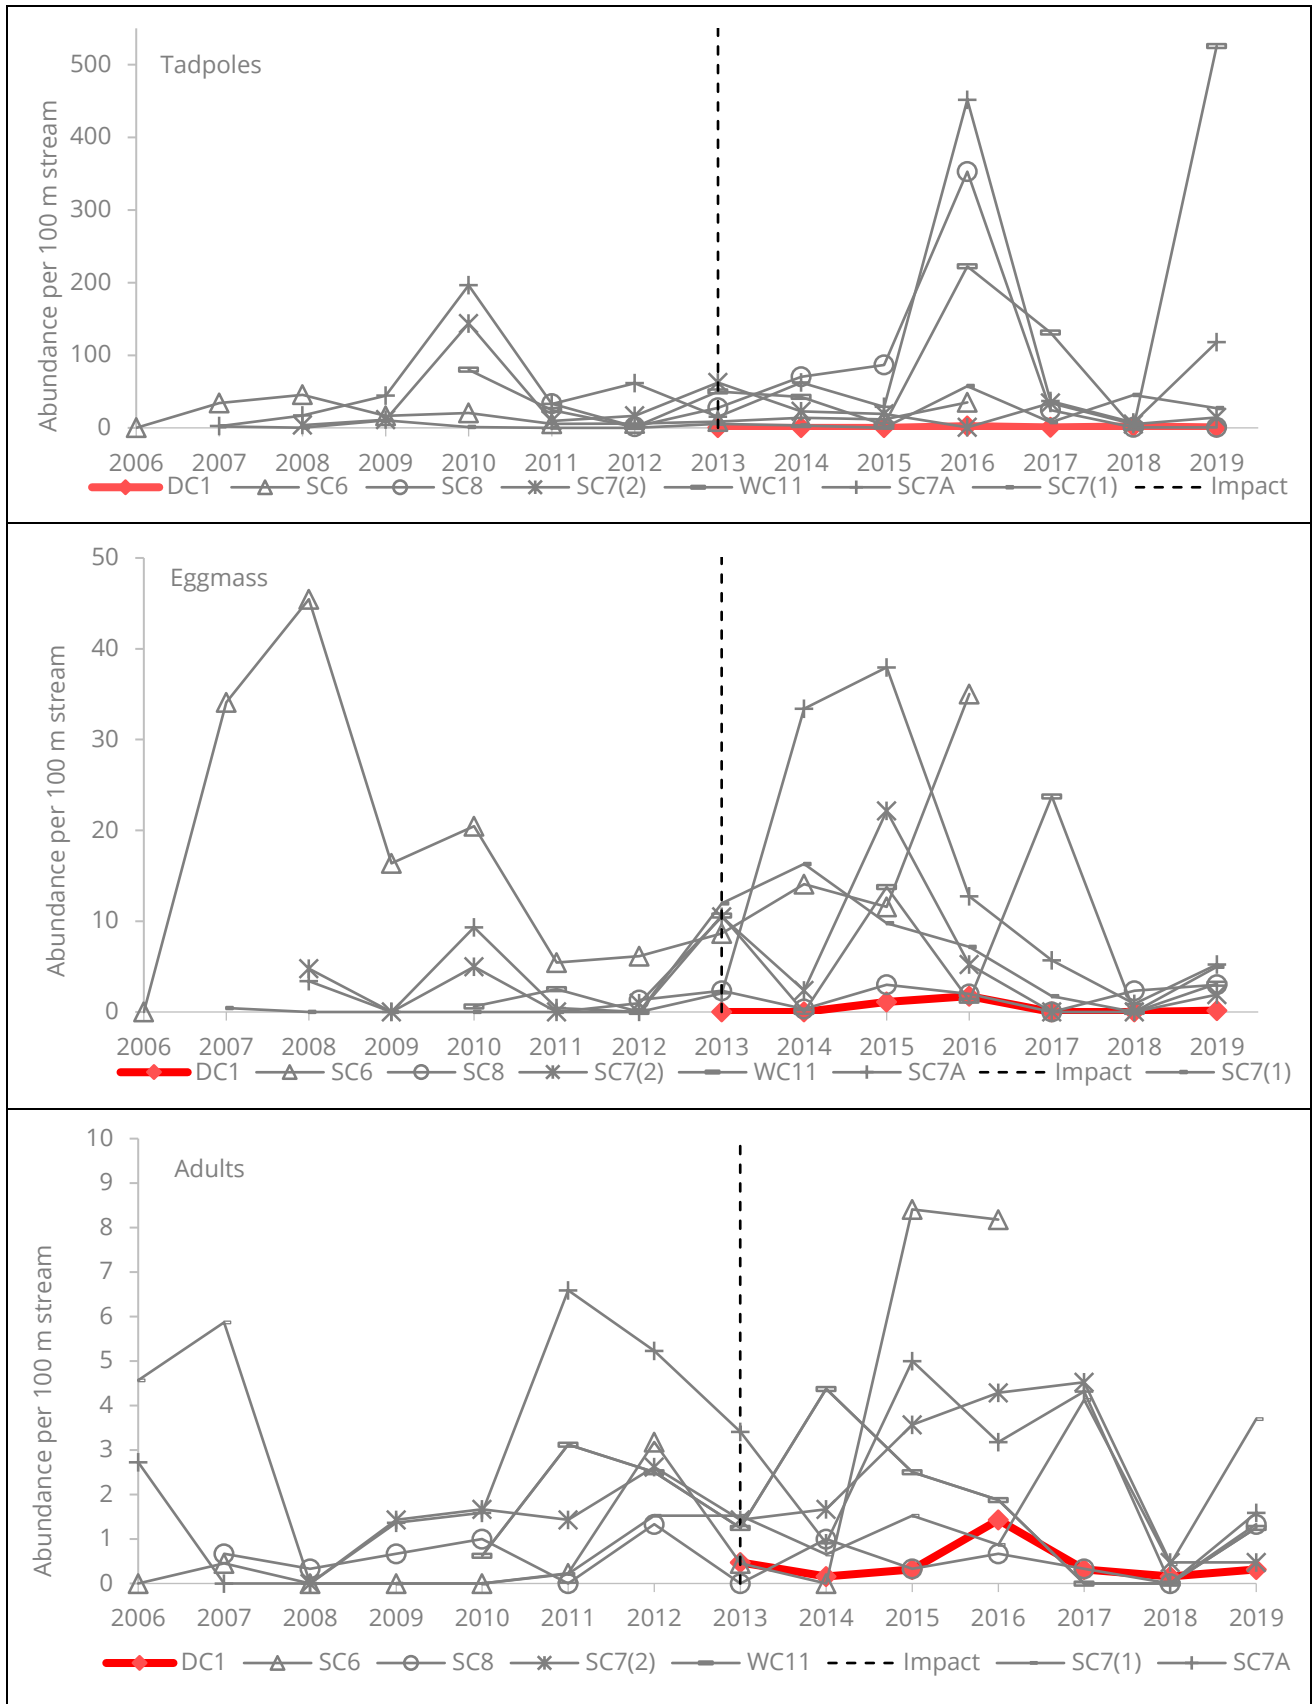 Tadpoles
Abundance per 100 m stream
500
400
300
200
100
0
2006 2007 2008 2009 2010 2011 2012 2013 2014 2015 2016 2017 2018 2019
DC1 SC6 SC8 SC7(2) WC11 SC7A SC7(1) Impact
Eggmass
Abundance per 100 m stream
50
40
30
20
10
0
2006 2007 2008 2009 2010 2011 2012 2013 2014 2015 2016 2017 2018 2019
DC1 SC6 SC8 SC7(2) WC11 SC7A Impact SC7(1)
Adults
Abundance per 100 m stream
10
9
8
7
6
5
4
3
2
1
0
2006 2007 2008 2009 2010 2011 2012 2013 2014 2015 2016 2017 2018 2019
DC1 SC6 SC8 SC7(2) WC11 Impact SC7(1) SC7A